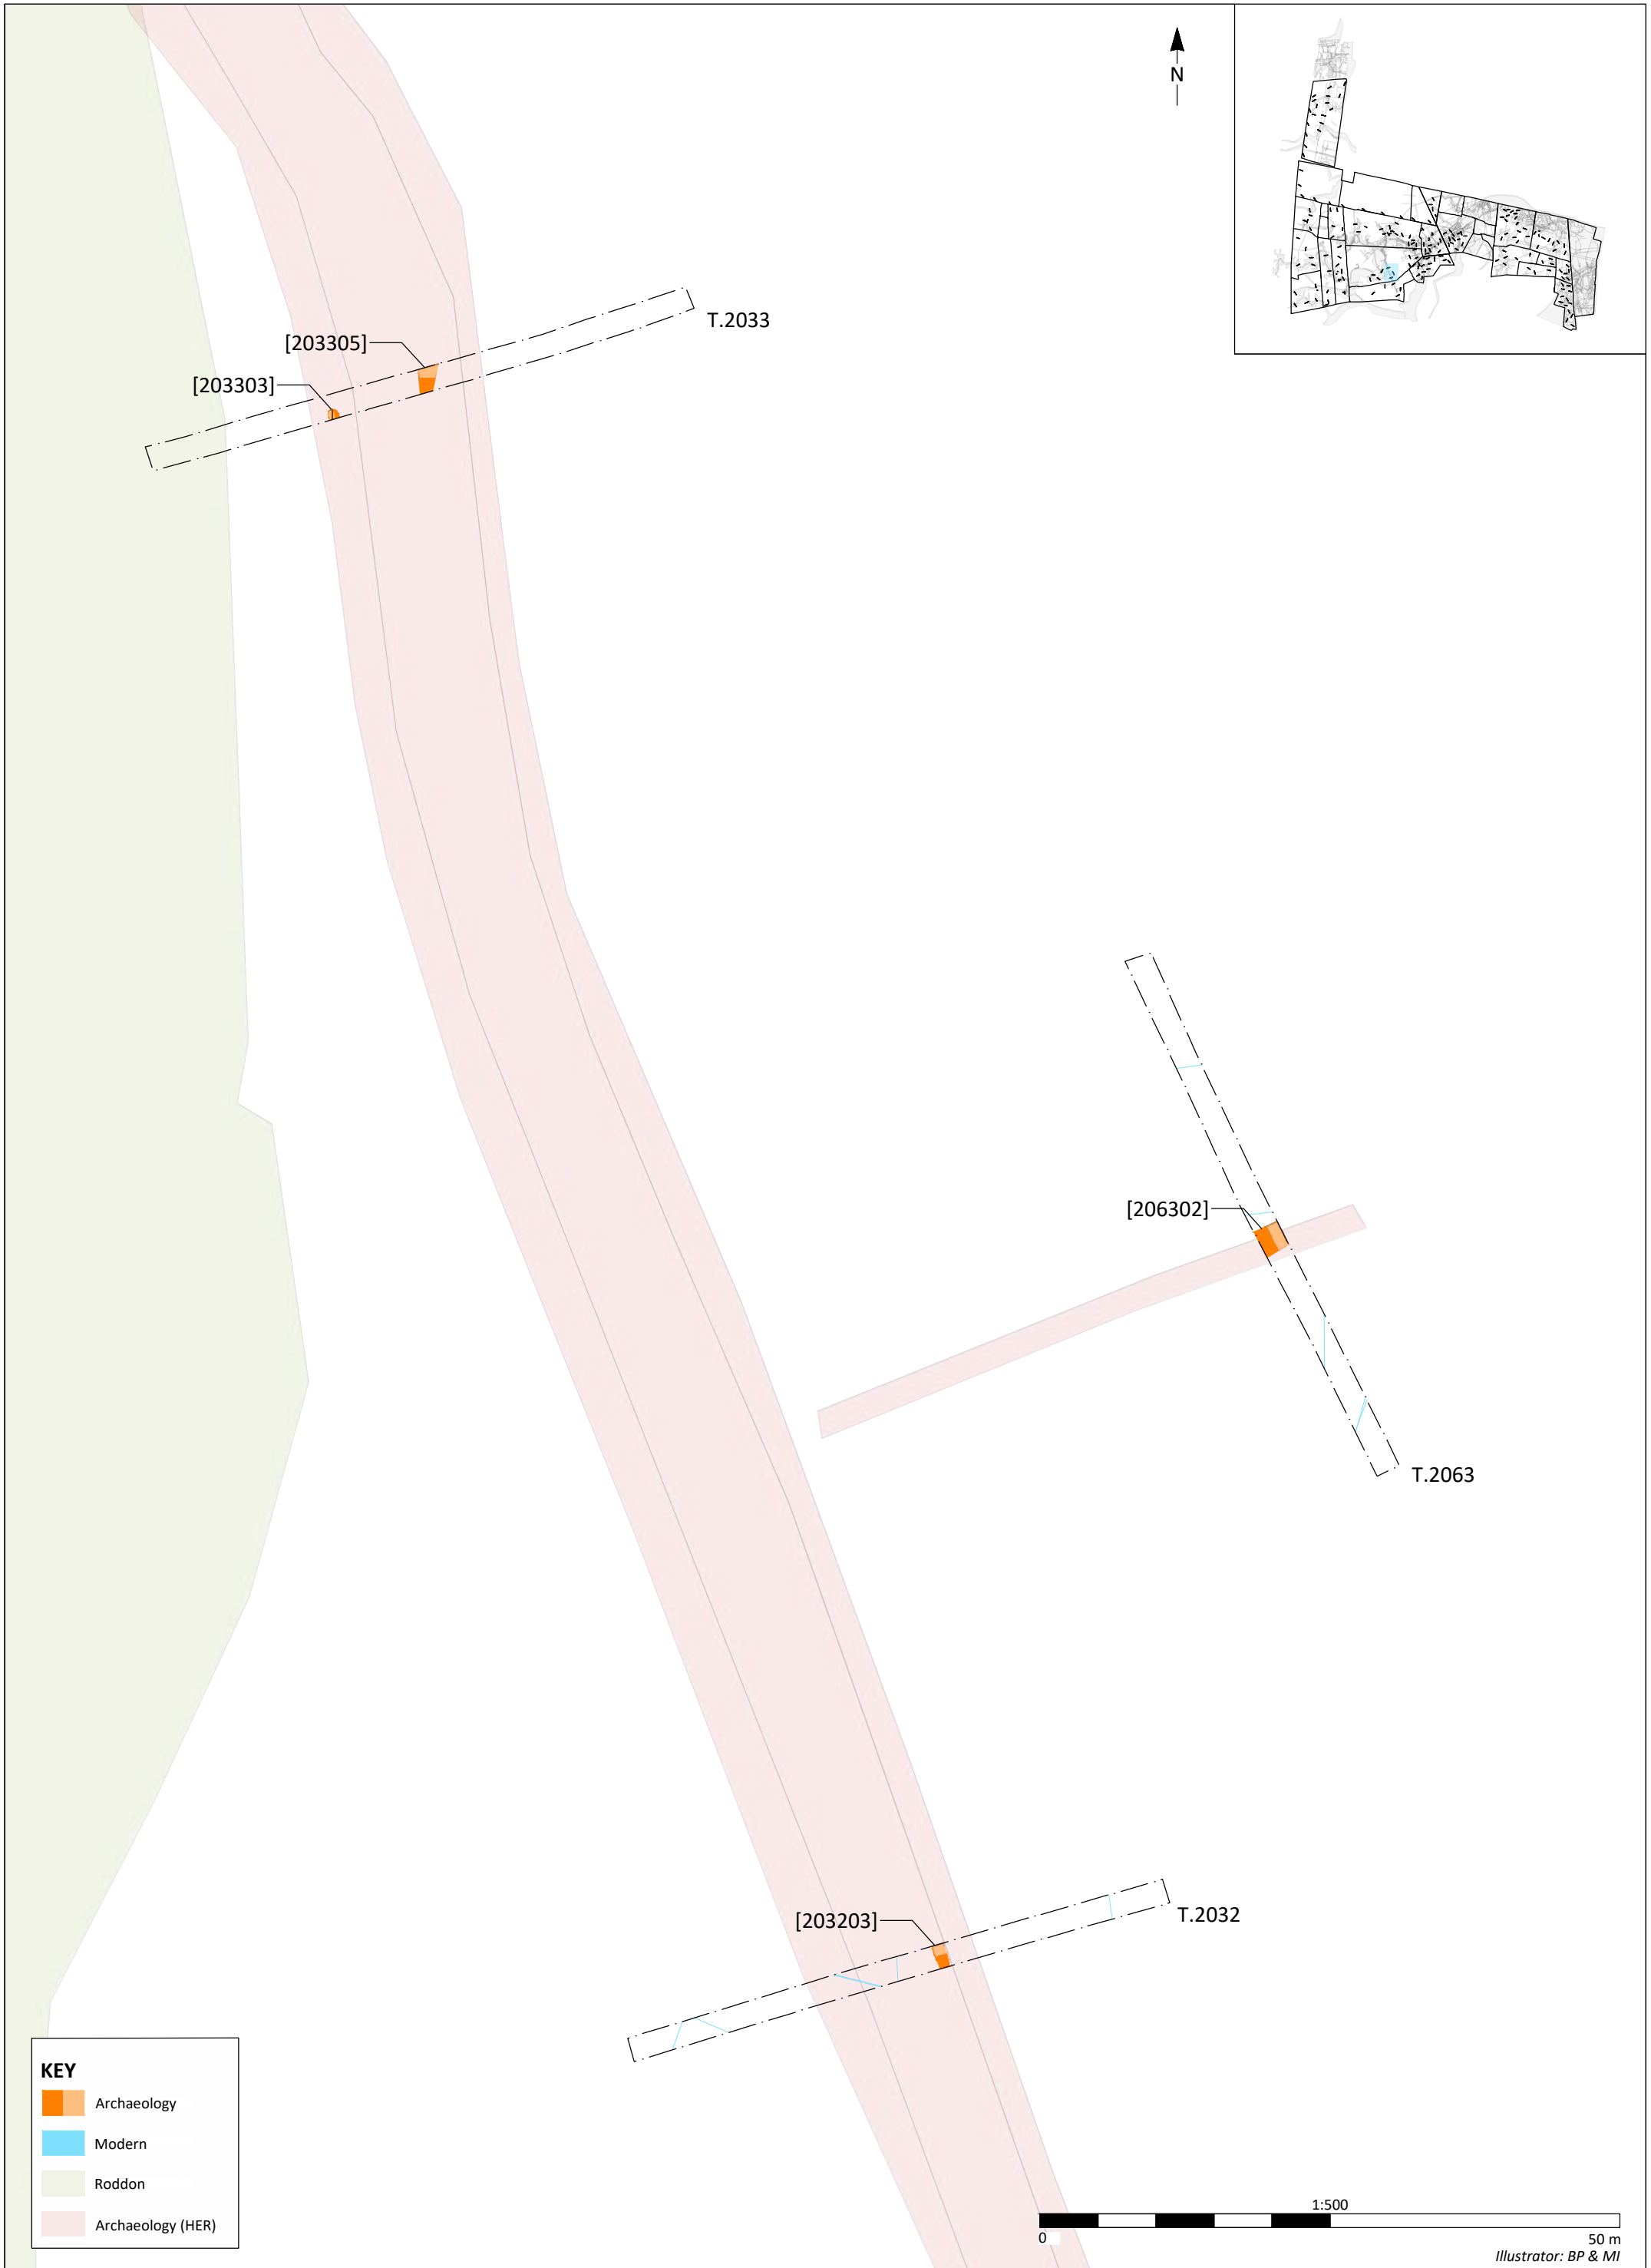 N
T.2033
[203305]
[203303]
[206302]
T.2063
[203203]
T.2032
KEY
Archaeology
Modern
Roddon
Archaeology (HER)
1:500
0
50 m
Illustrator: BP & MI